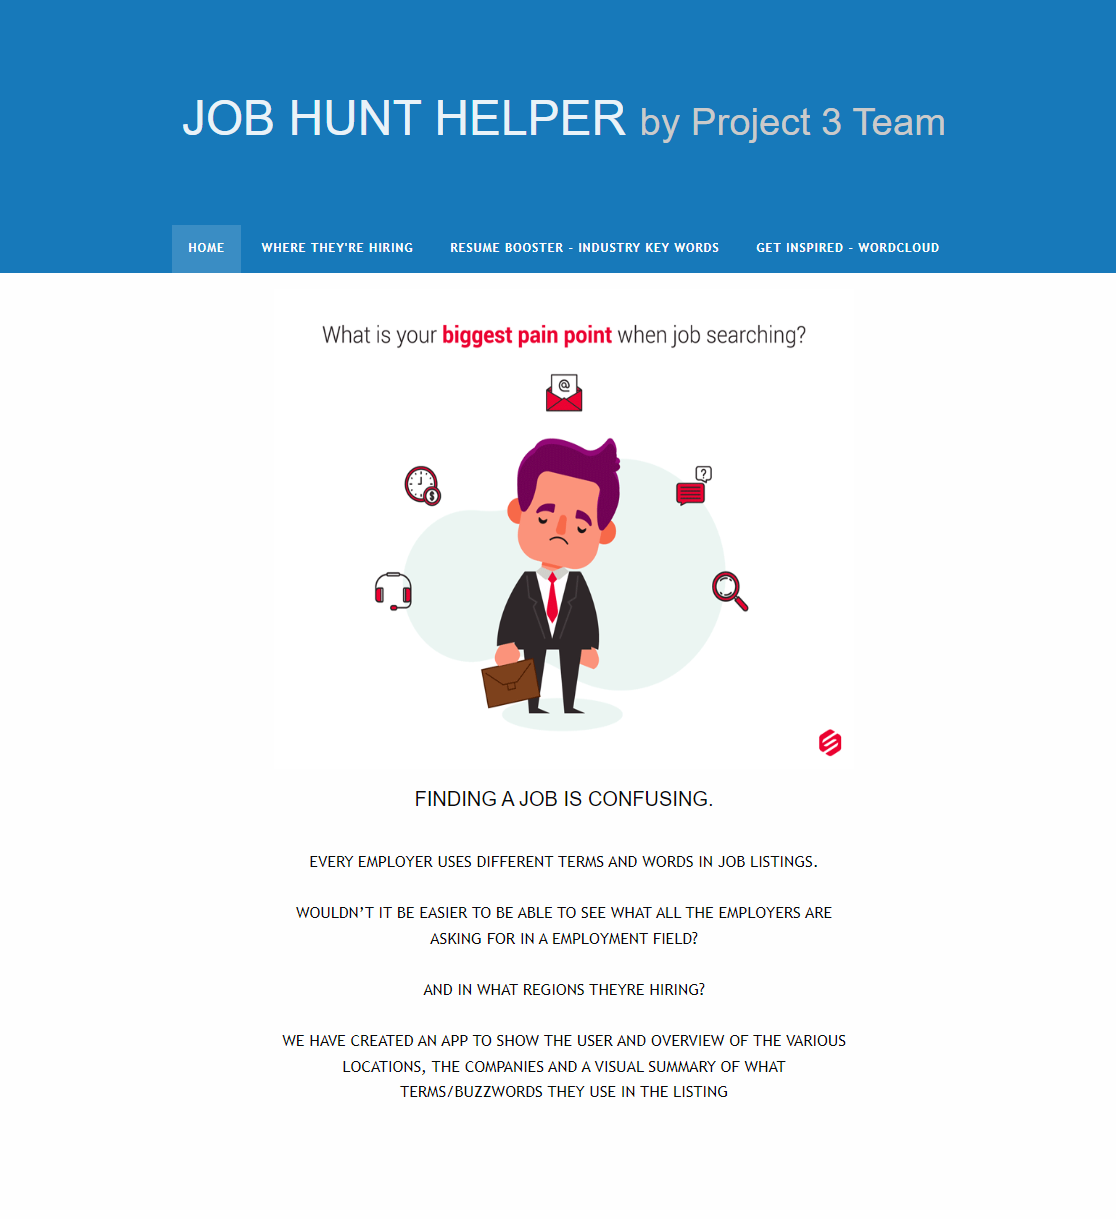 JOB HUNT HELPER by Project 3 Team
HOME WHERE THEY'RE HIRING RESUME BOOSTER - INDUSTRY KEY WORDS GET INSPIRED - WORDCLOUD
What is your biggest pain point when job searching?
@
?
$
FINDING A JOB IS CONFUSING.
EVERY EMPLOYER USES DIFFERENT TERMS AND WORDS IN JOB LISTINGS.
WOULDN’T IT BE EASIER TO BE ABLE TO SEE WHAT ALL THE EMPLOYERS ARE
ASKING FOR IN A EMPLOYMENT FIELD?
AND IN WHAT REGIONS THEYRE HIRING?
WE HAVE CREATED AN APP TO SHOW THE USER AND OVERVIEW OF THE VARIOUS
LOCATIONS, THE COMPANIES AND A VISUAL SUMMARY OF WHAT
TERMS/BUZZWORDS THEY USE IN THE LISTING